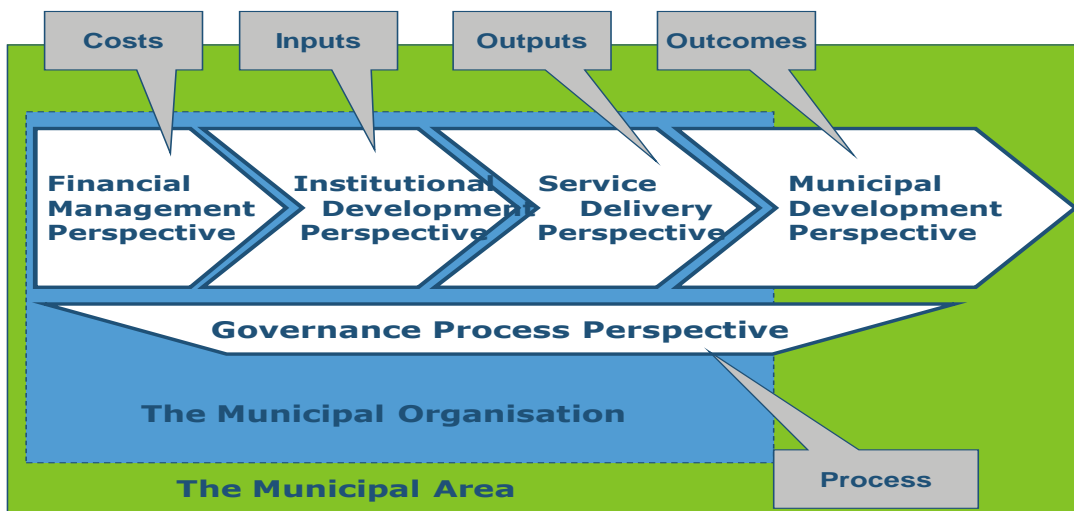 Costs
Inputs
Outputs
Outcomes
Financial
Management
Perspective
Institutional
Development
Perspective
Service
Delivery
Perspective
Municipal
Development
Perspective
Governance Process Perspective
The Municipal Organisation
Process
The Municipal Area